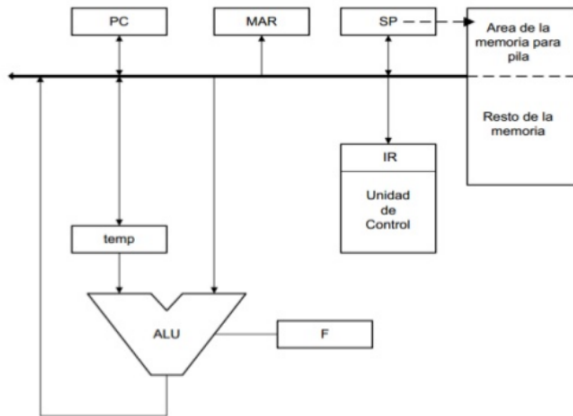 PC
MAR
SP
Area de la
memoria para
pila
Resto de la
memoria
IR
Unidad
de
Control
temp
ALU
F